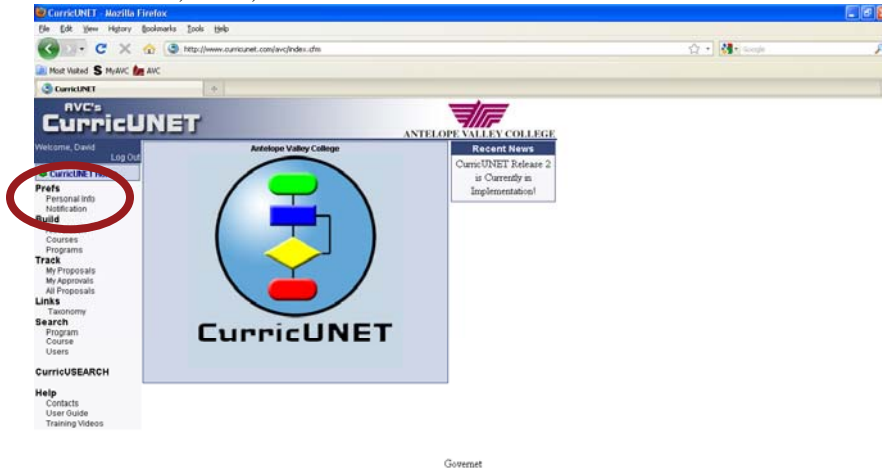 CurricUNET - Mozilla Firefox
File Edit View History Bookmarks Tools Help
http://www.curricunet.com/avc/index.cfm
Google
Most Visited MyAVC AVC
CurricUNET
AVC's
CurricUNET
ANTELOPE VALLEY COLLEGE
Welcome, David
Log Out
Prefs
Personal Info
Notification
Build
Courses
Programs
Track
My Proposals
My Approvals
All Proposals
Links
Taxonomy
Search
Program
Course
Users
CurricUSEARCH
Help
Contacts
User Guide
Training Videos
Antelope Valley College
CurricUNET
Recent News
CurricUNET Release 2
is Currently in
Implementation!
Governet